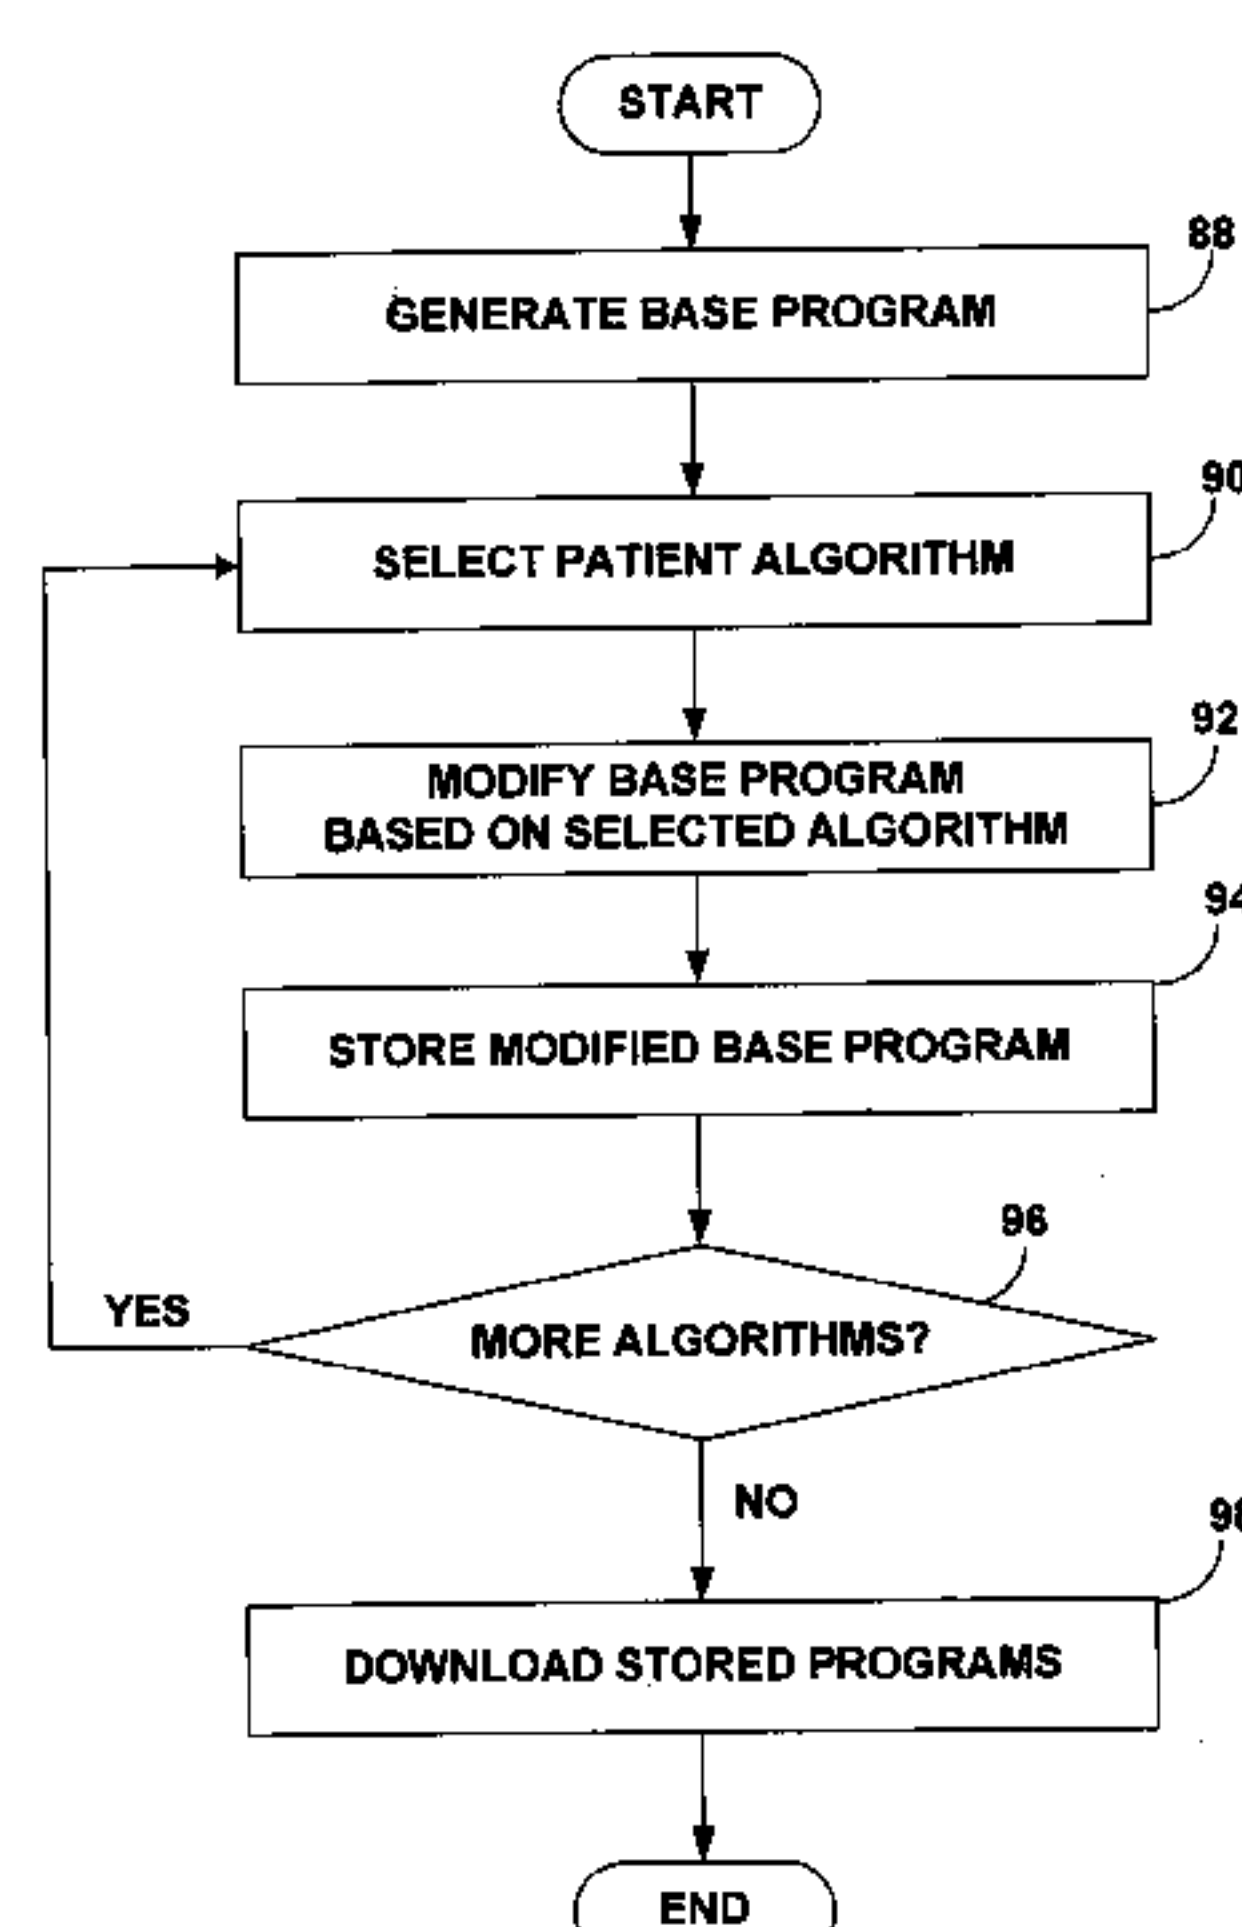 START
88
GENERATE BASE PROGRAM
90
SELECT PATIENT ALGORITHM
92
MODIFY BASE PROGRAM
BASED ON SELECTED ALGORITHM
94
STORE MODIFIED BASE PROGRAM
96
YES
MORE ALGORITHMS?
NO
98
DOWNLOAD STORED PROGRAMS
END